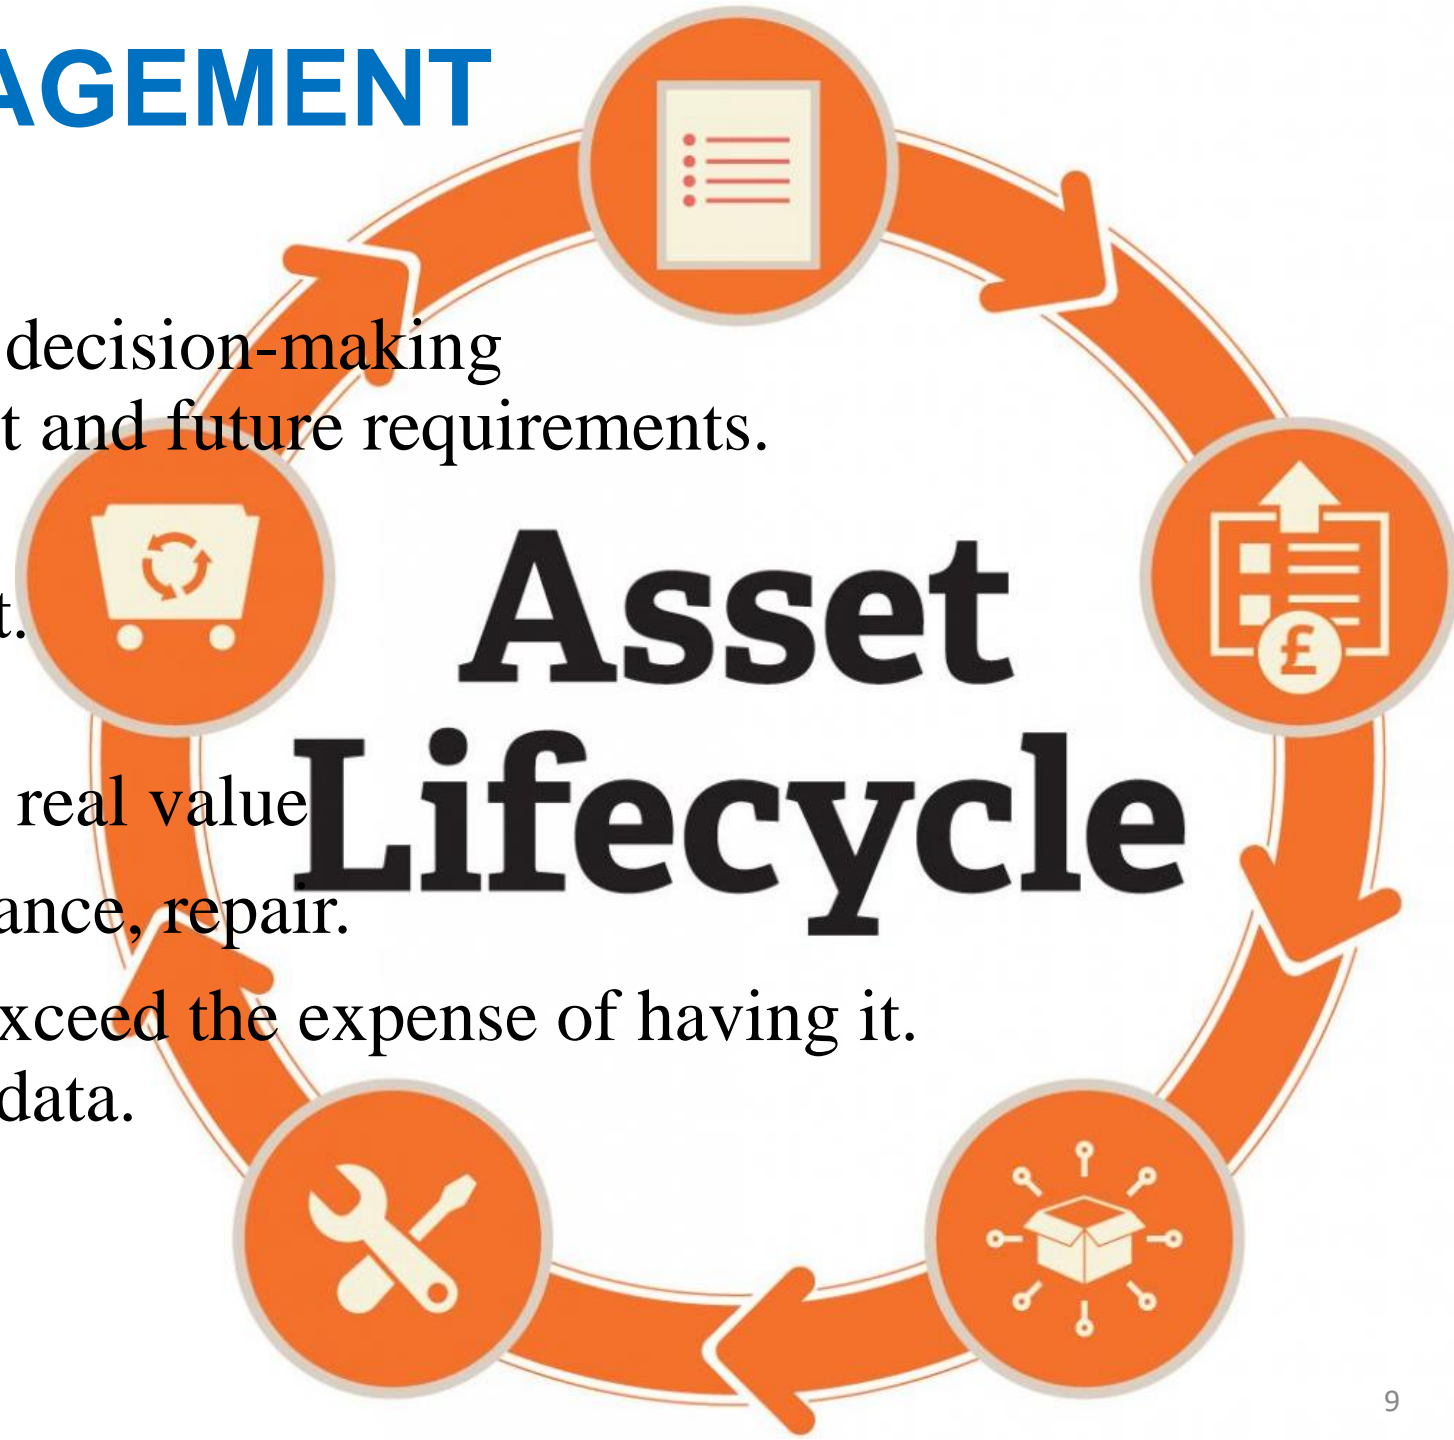 AGEMENT
decision-making
t and future requirements.
t.
real value
ance, repair.
xceed the expense of having it.
data.
Asset
Lifecycle
£
9